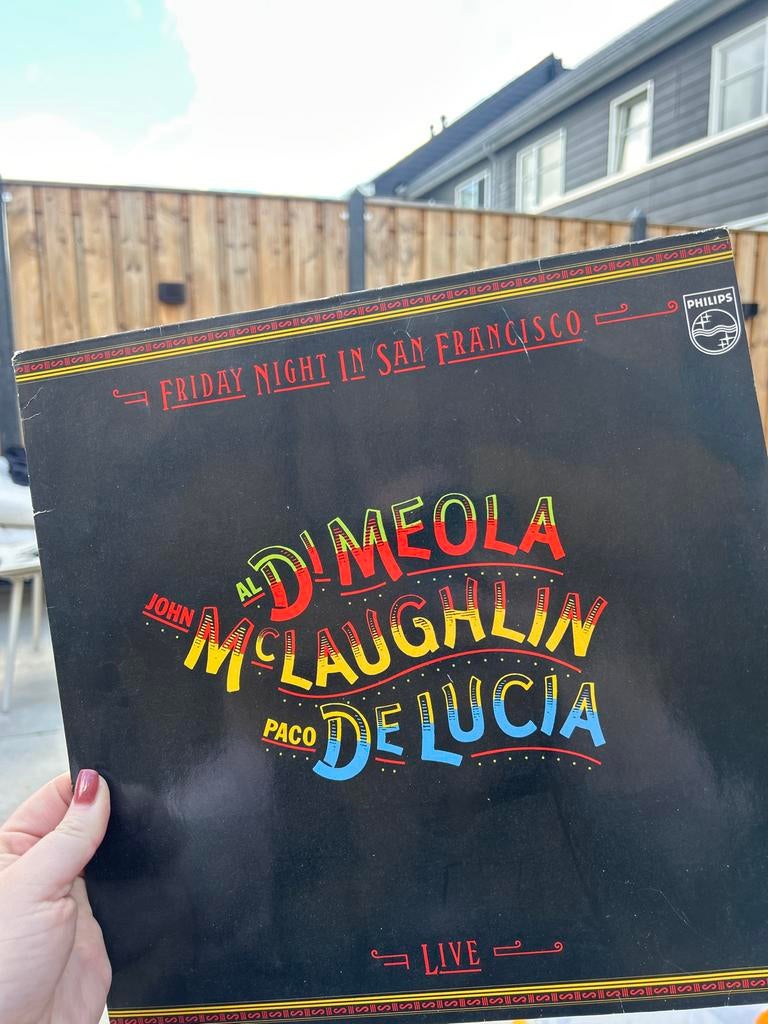 FRIDAY NIGHT IN SAN FRANCISCO
PHILIPS
AL DI MEOLA
JOHN McLAUGHLIN
PACO DE LUCIA
LIVE